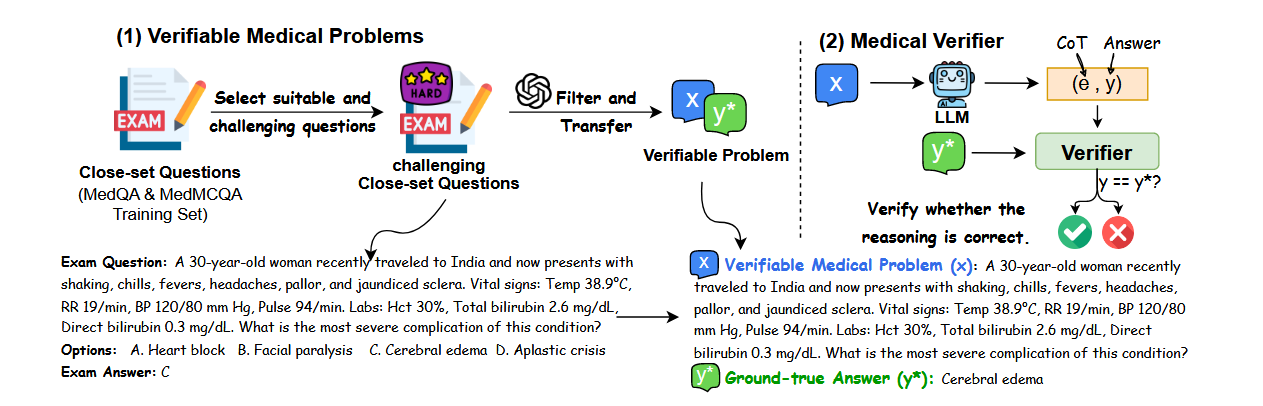 (1) Verifiable Medical Problems
EXAM
Select suitable and
challenging questions
HARD
EXAM
Filter and
Transfer
x
y*
Close-set Questions
(MedQA & MedMCQA
Training Set)
challenging
Close-set Questions
Verifiable Problem
(2) Medical Verifier
CoT Answer
x
AI
LLM
(e , y)
y*
Verifier
y == y*?
Verify whether the
reasoning is correct.
Exam Question: A 30-year-old woman recently traveled to India and now presents with
shaking, chills, fevers, headaches, pallor, and jaundiced sclera. Vital signs: Temp 38.9°C,
RR 19/min, BP 120/80 mm Hg, Pulse 94/min. Labs: Hct 30%, Total bilirubin 2.6 mg/dL,
Direct bilirubin 0.3 mg/dL. What is the most severe complication of this condition?
Options: A. Heart block B. Facial paralysis C. Cerebral edema D. Aplastic crisis
Exam Answer: C
x Verifiable Medical Problem (x): A 30-year-old woman recently
traveled to India and now presents with shaking, chills, fevers, headaches,
pallor, and jaundiced sclera. Vital signs: Temp 38.9°C, RR 19/min, BP 120/80
mm Hg, Pulse 94/min. Labs: Hct 30%, Total bilirubin 2.6 mg/dL, Direct
bilirubin 0.3 mg/dL. What is the most severe complication of this condition?
y* Ground-true Answer (y*): Cerebral edema